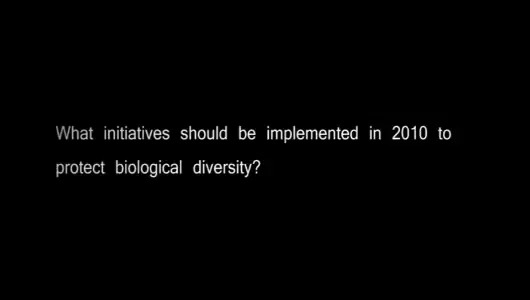 What initiatives should be implemented in 2010 to
protect biological diversity?